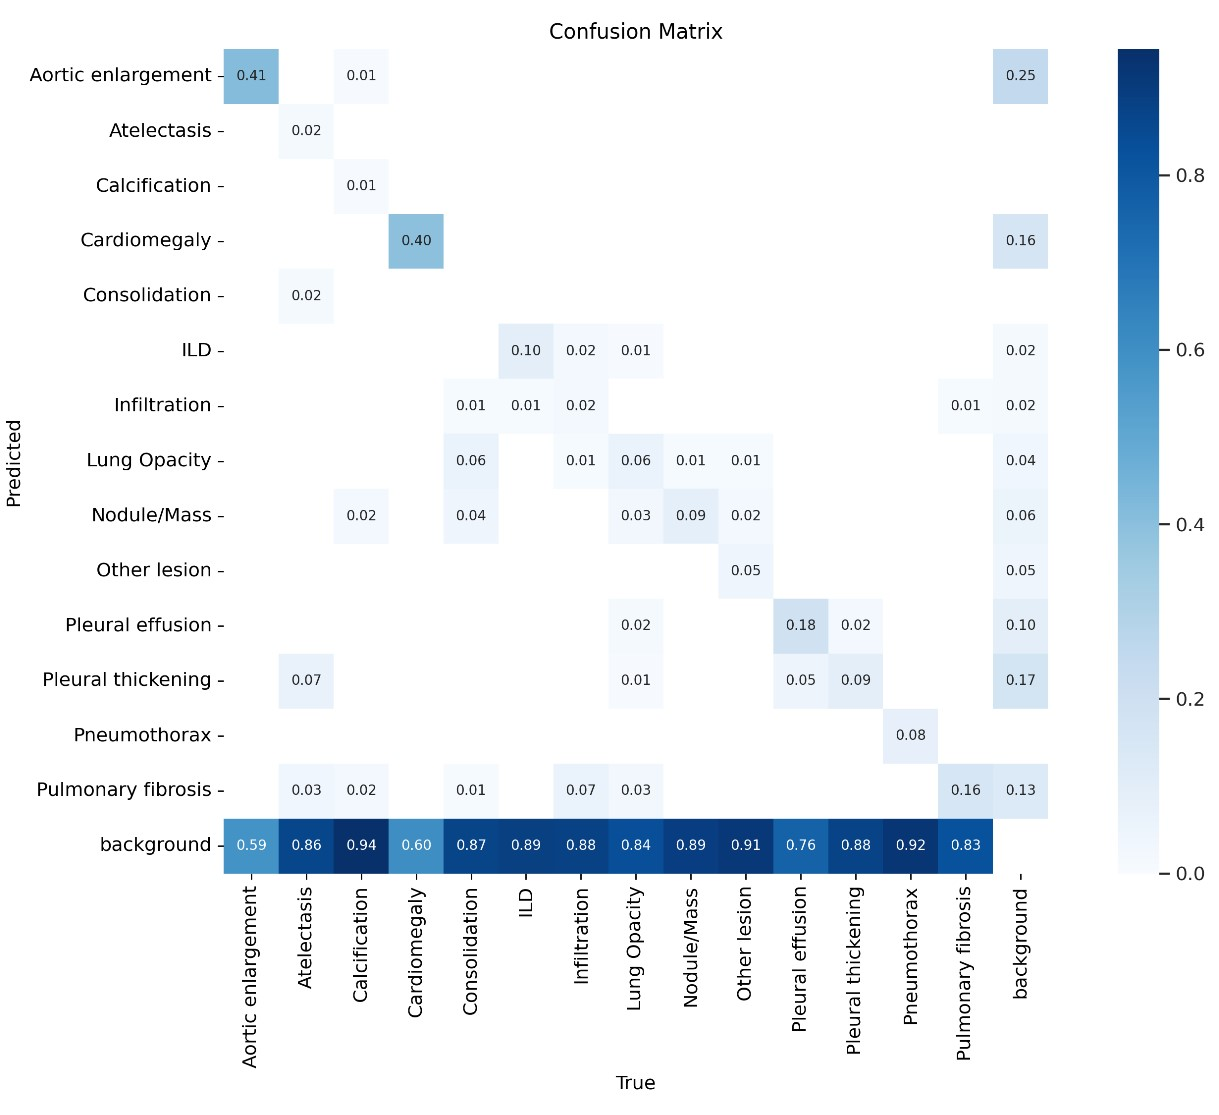 Confusion Matrix
Aortic enlargement 0.41 0.01 0.25
Atelectasis 0.02
Calcification 0.01
Cardiomegaly 0.40 0.16
Consolidation 0.02
ILD 0.10 0.02 0.01 0.02
Infiltration 0.01 0.01 0.02 0.01 0.02
Lung Opacity 0.06 0.01 0.06 0.01 0.01 0.04
Nodule/Mass 0.02 0.04 0.03 0.09 0.02 0.06
Other lesion 0.05 0.05
Pleural effusion 0.02 0.18 0.02 0.10
Pleural thickening 0.07 0.01 0.05 0.09 0.17
Pneumothorax 0.08
Pulmonary fibrosis 0.03 0.02 0.01 0.07 0.03 0.16 0.13
background 0.59 0.86 0.94 0.60 0.87 0.89 0.88 0.84 0.89 0.91 0.76 0.88 0.92 0.83
Predicted
Aortic enlargement
Atelectasis
Calcification
Cardiomegaly
Consolidation
ILD
Infiltration
Lung Opacity
Nodule/Mass
Other lesion
Pleural effusion
Pleural thickening
Pneumothorax
Pulmonary fibrosis
background
True
0.8
0.6
0.4
0.2
0.0